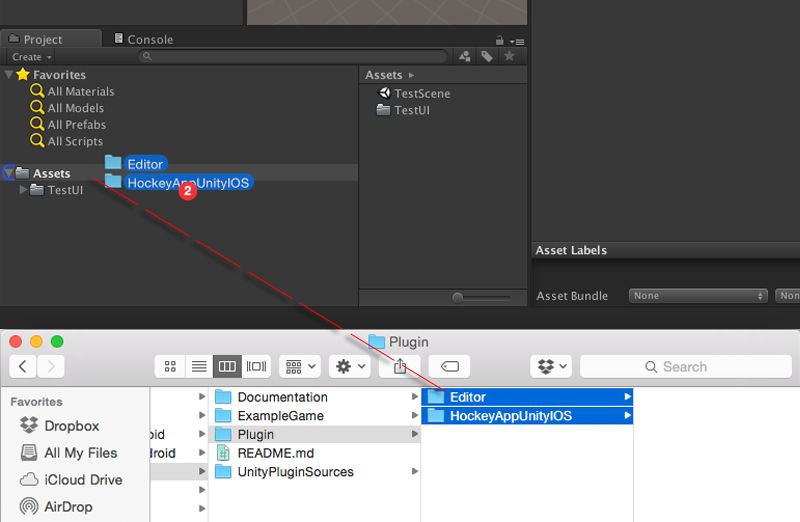 Project
Console
Create
Favorites
All Materials
All Models
All Prefabs
All Scripts
Assets
TestUI
Editor
HockeyAppUnityIOS
2
Assets
TestScene
TestUI
Asset Labels
Asset Bundle
None
Non
Plugin
Search
Favorites
Dropbox
All My Files
iCloud Drive
AirDrop
oid
droid
Documentation
ExampleGame
Plugin
README.md
UnityPluginSources
Editor
HockeyAppUnityIOS